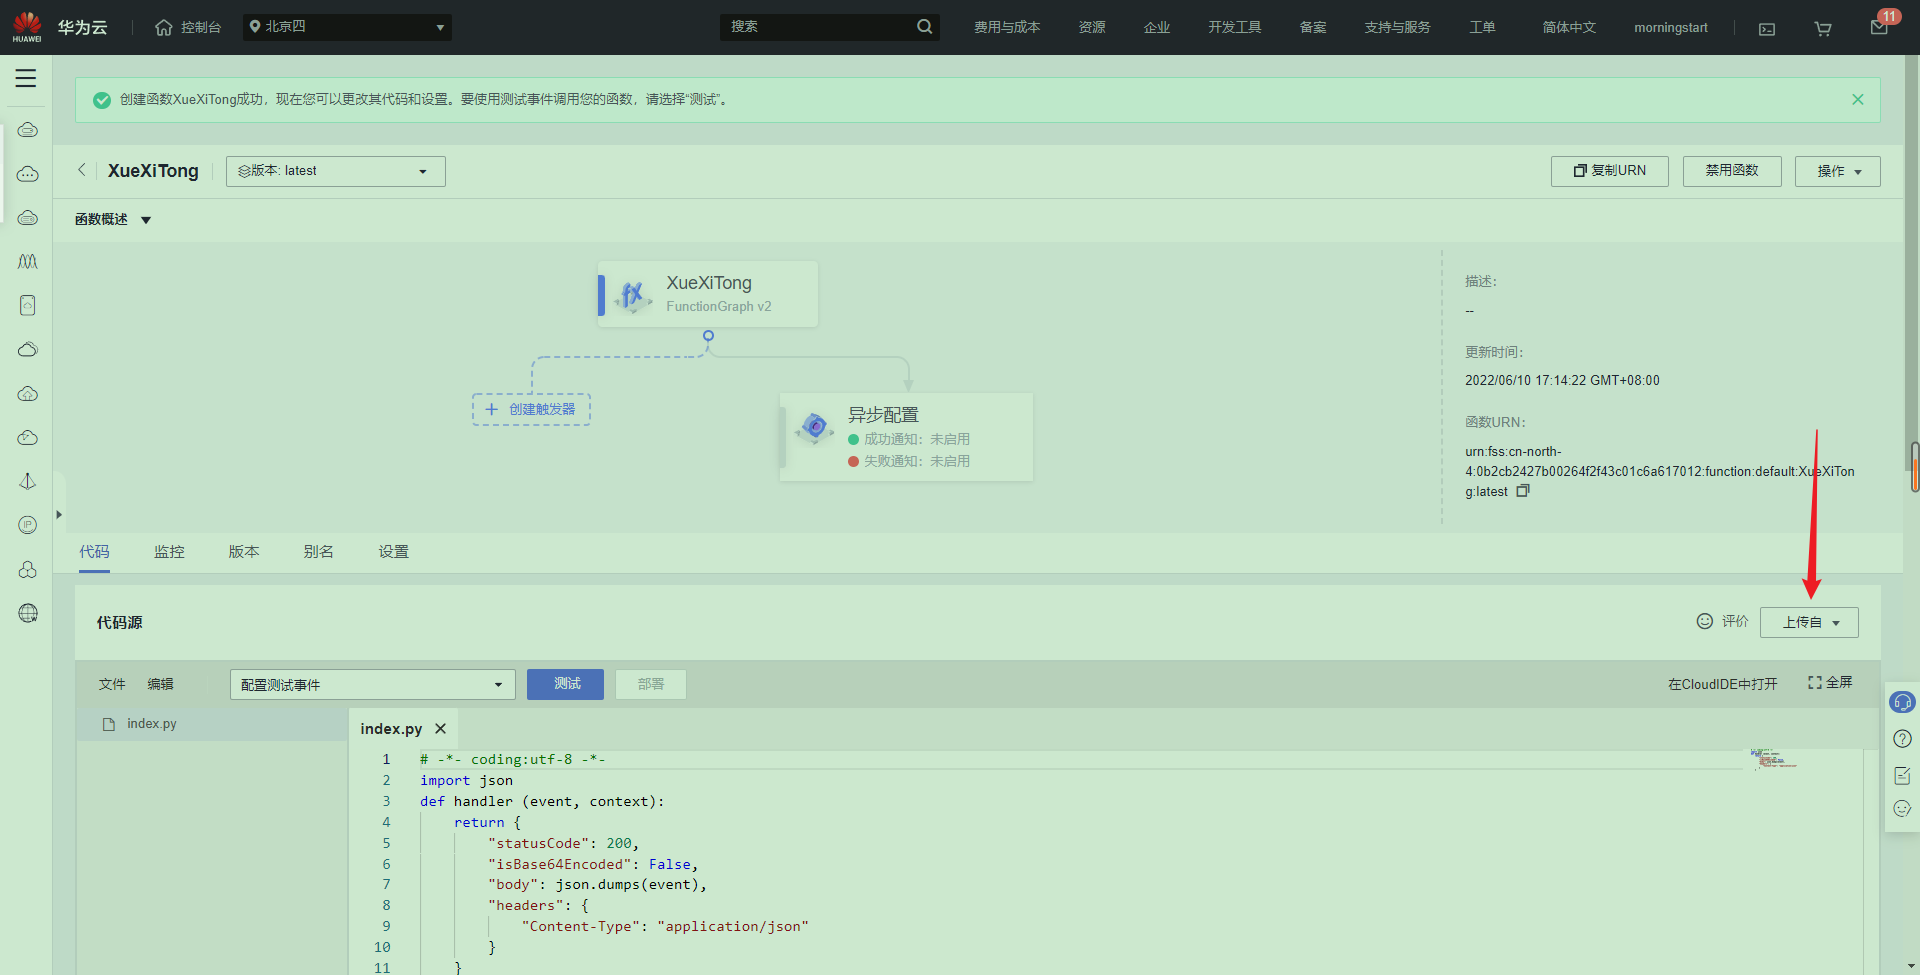 HUAWEI
华为云
控制台
北京四
搜索
费用与成本
资源
企业
开发工具
备案
支持与服务
工单
简体中文
morningstart
11
创建函数XueXiTong成功，现在您可以更改其代码和设置。要使用测试事件调用您的函数，请选择“测试”。
XueXiTong
版本: latest
复制URN
禁用函数
操作
函数概述
XueXiTong
FunctionGraph v2
创建触发器
异步配置
成功通知：未启用
失败通知：未启用
描述：
--
更新时间：
2022/06/10 17:14:22 GMT+08:00
函数URN：
urn:fss:cn-north-
4:0b2cb2427b00264f2f43c01c6a617012:function:default:XueXiTon
g:latest
代码
监控
版本
别名
设置
代码源
评价
上传自
文件
编辑
配置测试事件
测试
部署
在CloudIDE中打开
全屏
index.py
index.py
1 # -*- coding:utf-8 -*-
2 import json
3 def handler (event, context):
4     return {
5         "statusCode": 200,
6         "isBase64Encoded": False,
7         "body": json.dumps(event),
8         "headers": {
9             "Content-Type": "application/json"
10         }
11     }